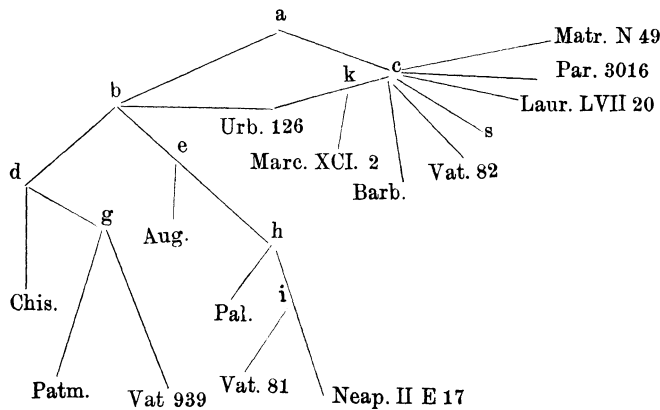 a
Matr. N 49
c
k
Par. 3016
b
Laur. LVII 20
Urb. 126
s
e
Marc. XCI. 2
Vat. 82
d
Barb.
g
Aug.
h
i
Chis.
Pal.
Patm.
Vat 939
Vat. 81
Neap. II E 17